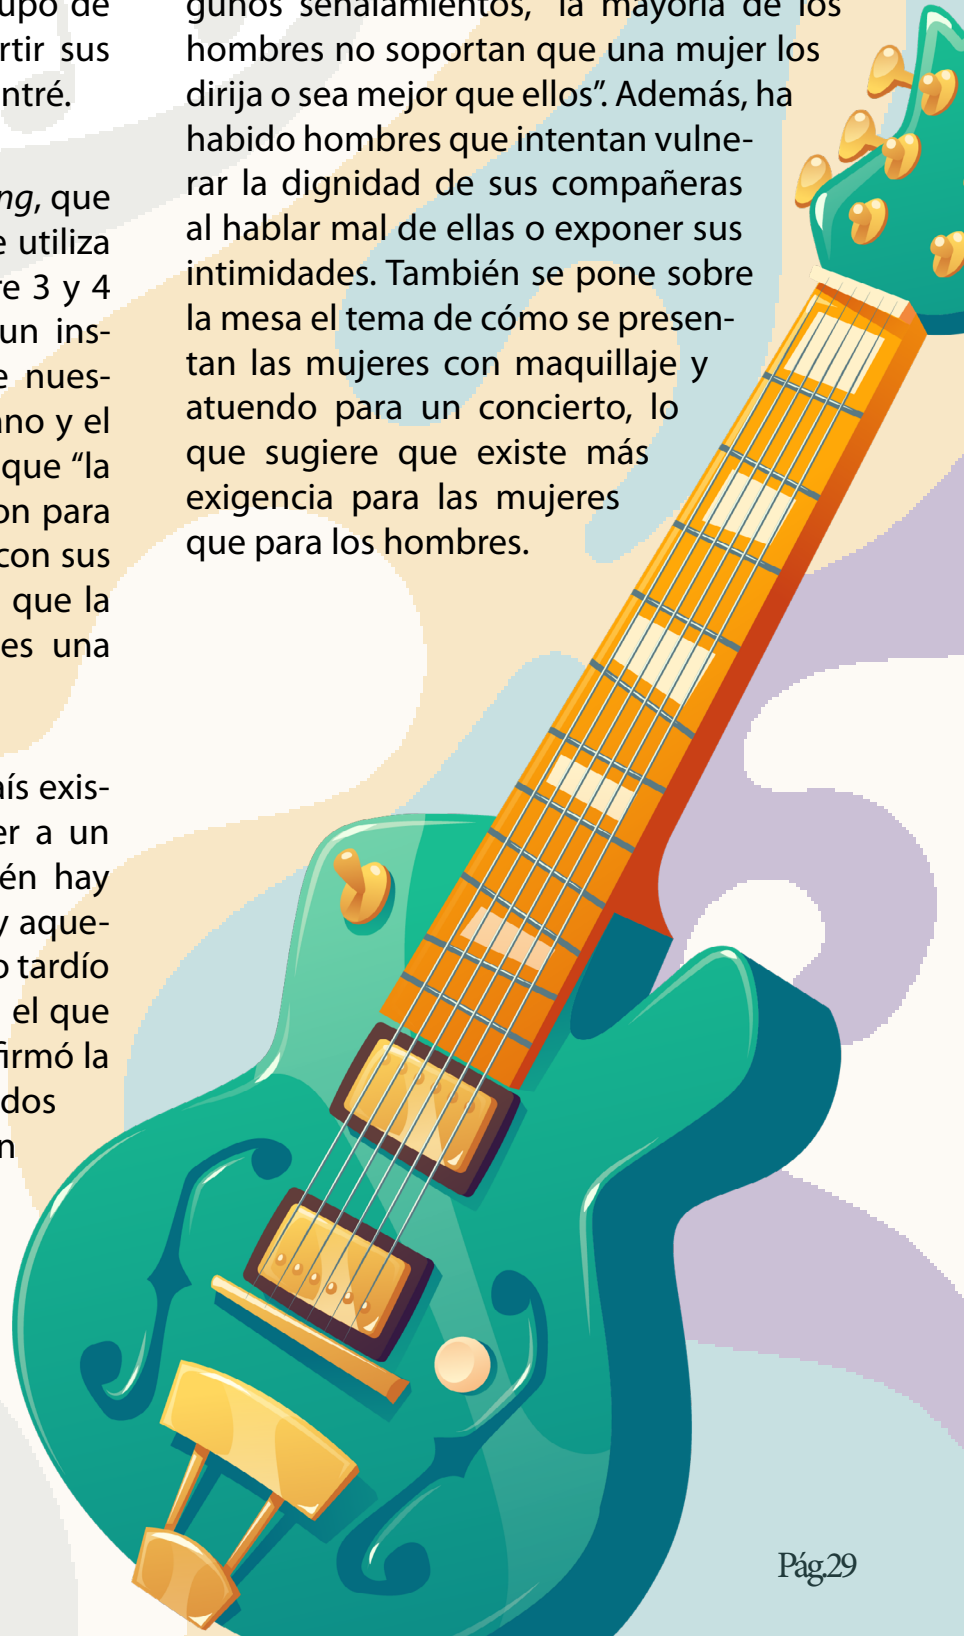 upo de
rtir sus
ntré.
ng, que
e utiliza
re 3 y 4
un ins-
e nues-
no y el
que “la
on para
con sus
que la
es una
ís exis-
er a un
én hay
y aque-
o tardío
el que
firmó la
dos
n
gunos señalamientos, “la mayoría de los
hombres no soportan que una mujer los
dirija o sea mejor que ellos”. Además, ha
habido hombres que intentan vulne-
rar la dignidad de sus compañeras
al hablar mal de ellas o exponer sus
intimidades. También se pone sobre
la mesa el tema de cómo se presen-
tan las mujeres con maquillaje y
atuendo para un concierto, lo
que sugiere que existe más
exigencia para las mujeres
que para los hombres.
Pág.29